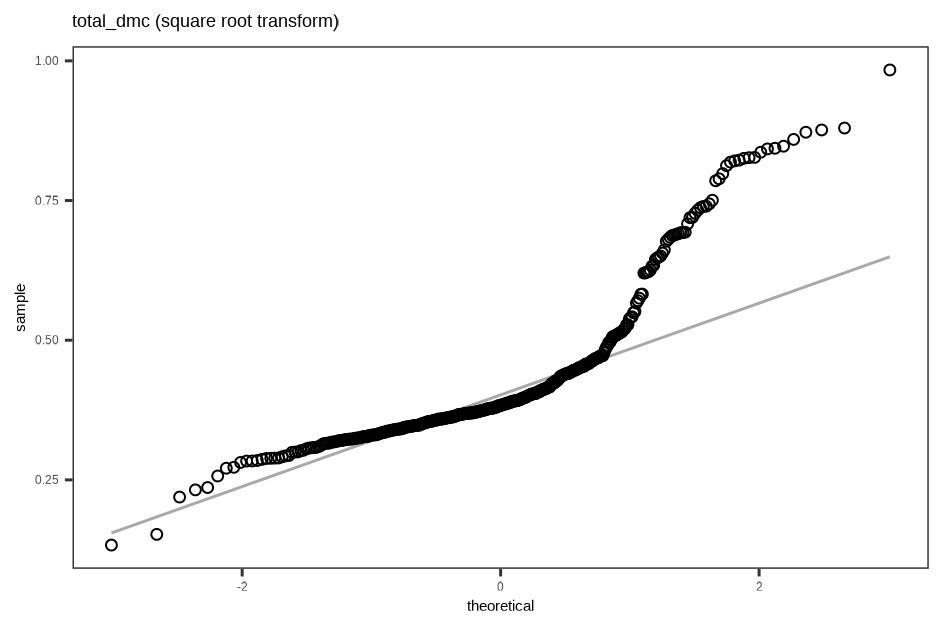 total_dmc (square root transform)
1.00
0.75
0.50
0.25
sample
-2
0
2
theoretical